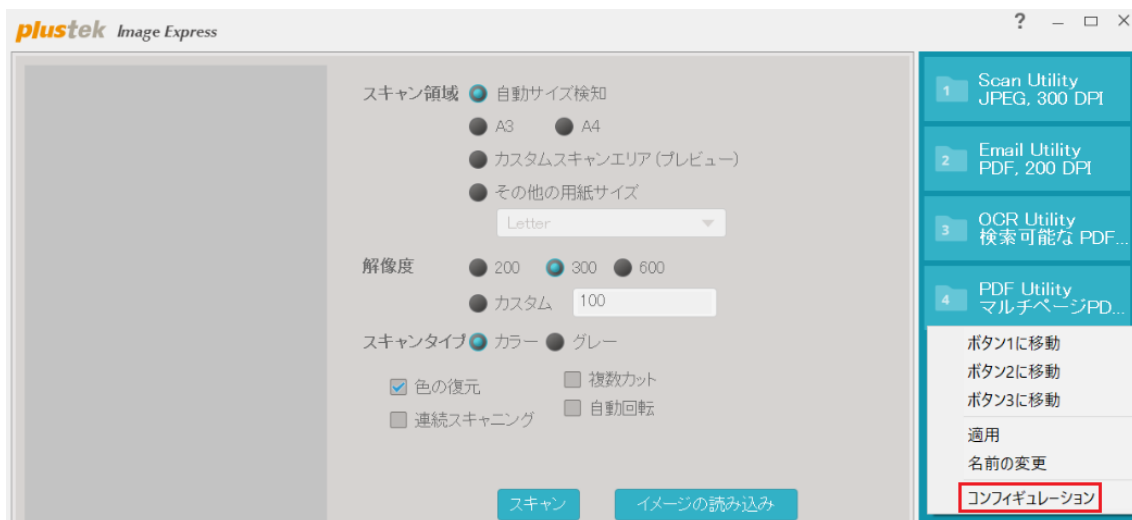 plustek Image Express
?
スキャン領域 自動サイズ検知
A3 A4
カスタムスキャンエリア(プレビュー)
その他の用紙サイズ
Letter
解像度 200 300 600
カスタム 100
スキャンタイプ カラー グレー
色の復元 複数カット
連続スキャニング 自動回転
スキャン イメージの読み込み
1 Scan Utility
JPEG, 300 DPI
2 Email Utility
PDF, 200 DPI
3 OCR Utility
検索可能な PDF...
4 PDF Utility
マルチページPD...
ボタン1に移動
ボタン2に移動
ボタン3に移動
適用
名前の変更
コンフィギュレーション